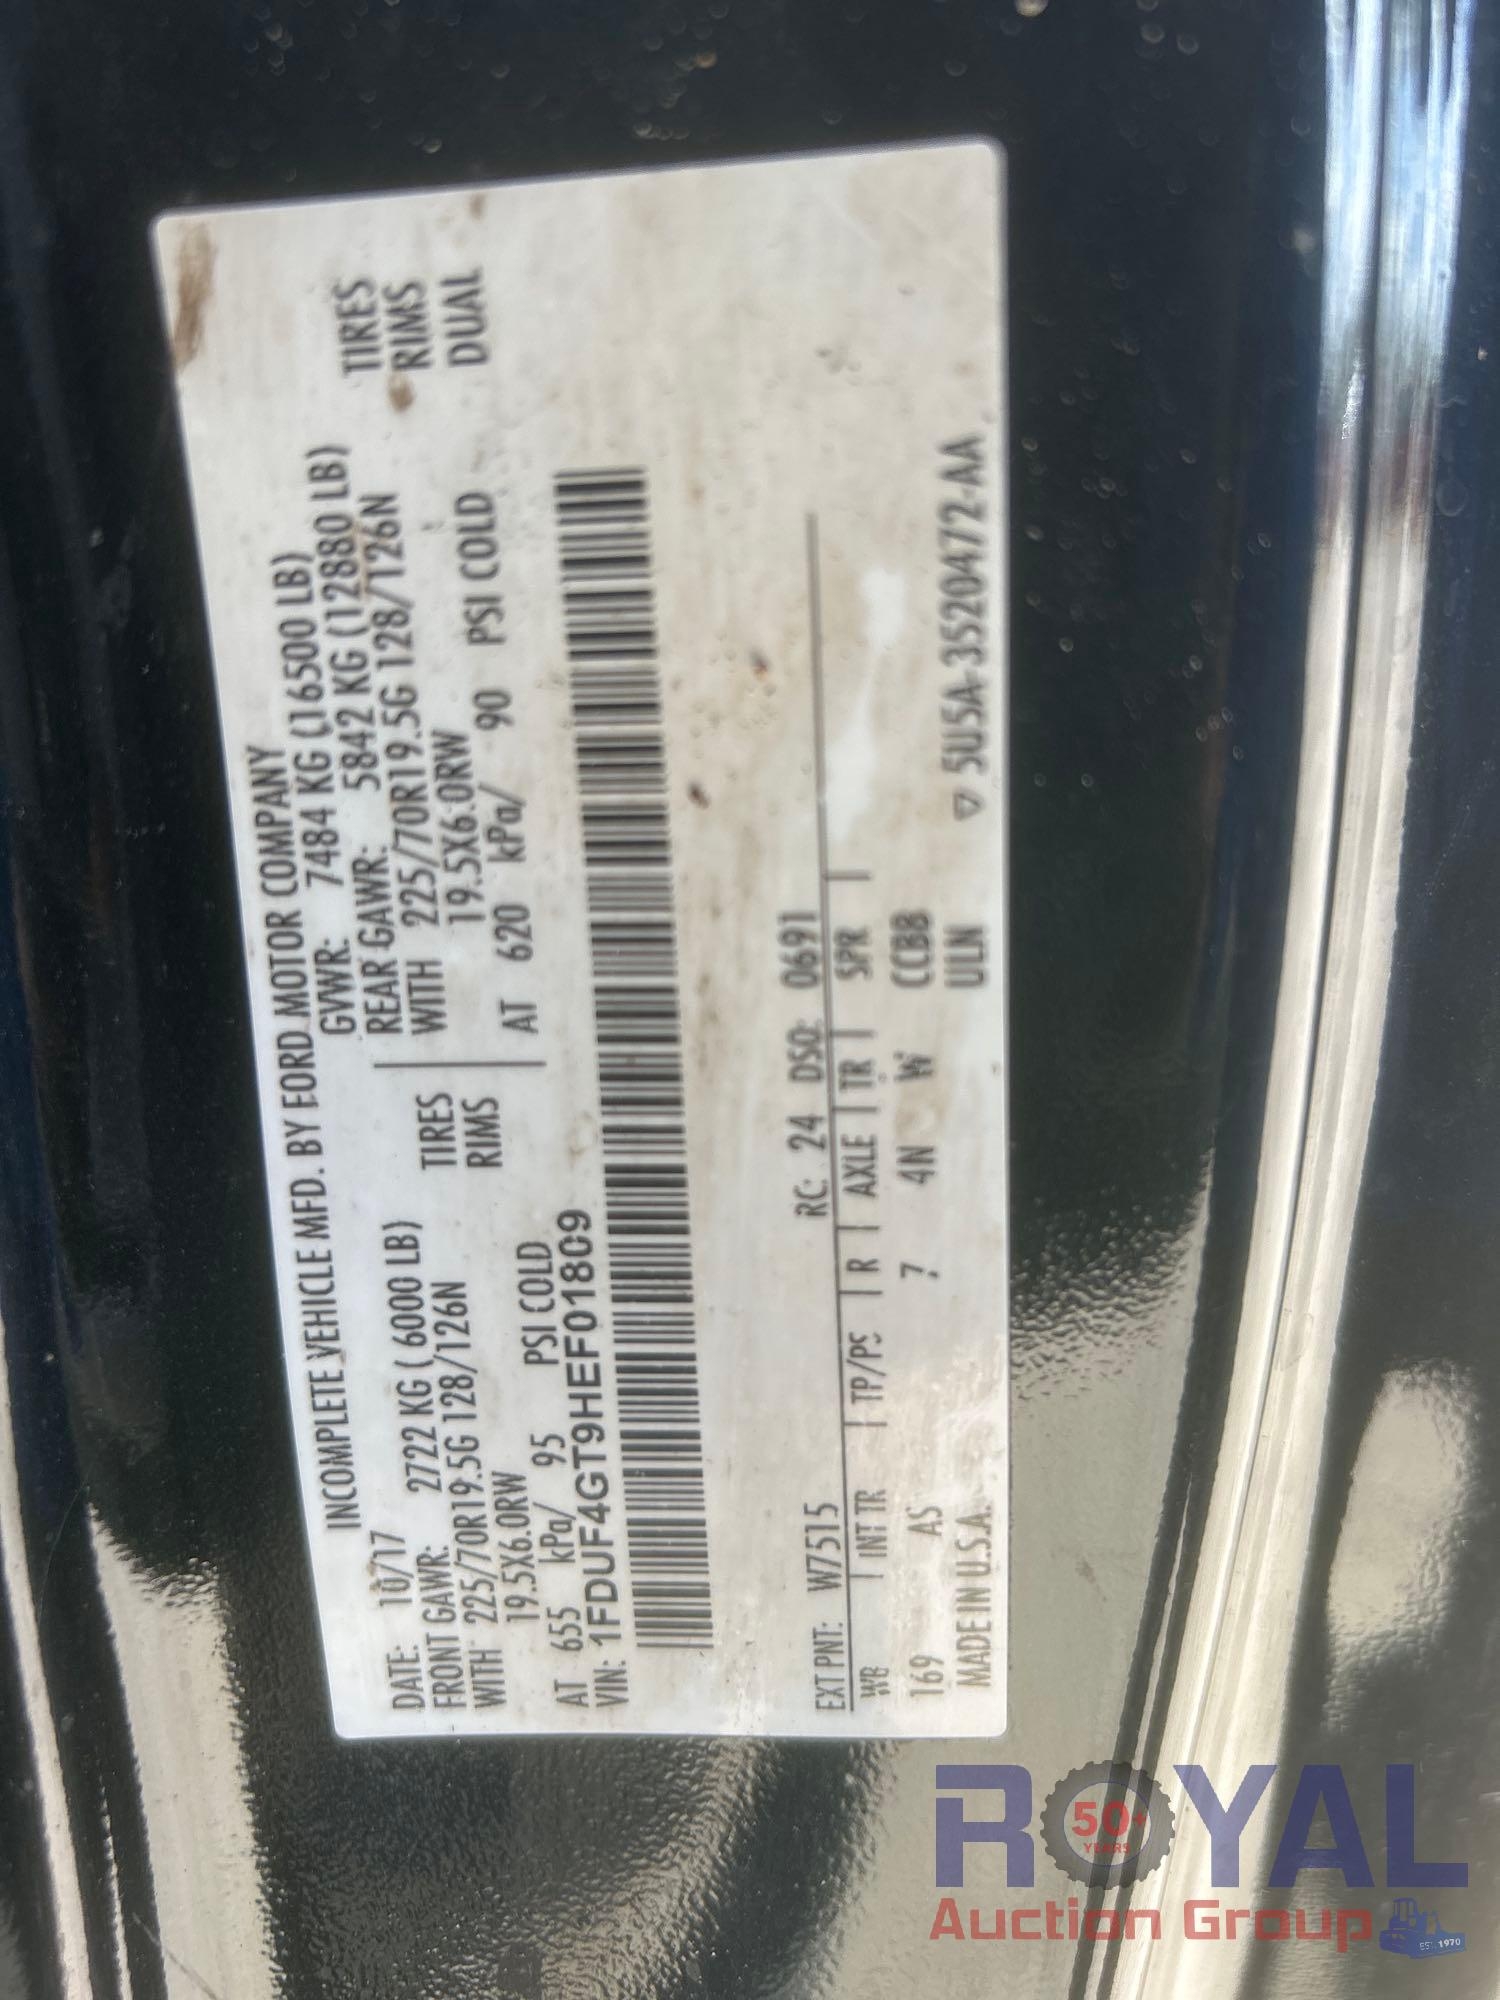 INCOMPLETE VEHICLE MFD. BY FORD MOTOR COMPANY
DATE: 10/17 GVWR: 7484 KG (16500 LB)
FRONT GAWR: 2722 KG (6000 LB) REAR GAWR: 5842 KG (12880 LB)
WITH 225/70R19.5G 128/126N TIRES WITH 225/70R19.5G 128/126N TIRES
19.5X6.0RW RIMS 19.5X6.0RW RIMS
AT 655 kPa/ 95 PSI COLD AT 620 kPa/ 90 PSI COLD DUAL
VIN: 1FDUF4GT9HEF01809
EXT PNT: W7515 RC: 24 DSO: 0691
WB | INT TR | TP/PS | R | AXLE | TR | SPR |
169 AS 7 4N W CCBB
MADE IN U.S.A. ULN ▽ 5U5A-3520472-AA
ROYAL
50+
YEARS
Auction Group
EST. 1970